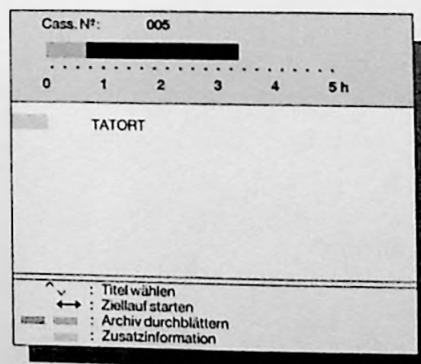 Cass. Nº: 005
0 1 2 3 4 5 h
TATORT
: Titel wählen
: Ziellauf starten
: Archiv durchblättern
: Zusatzinformation